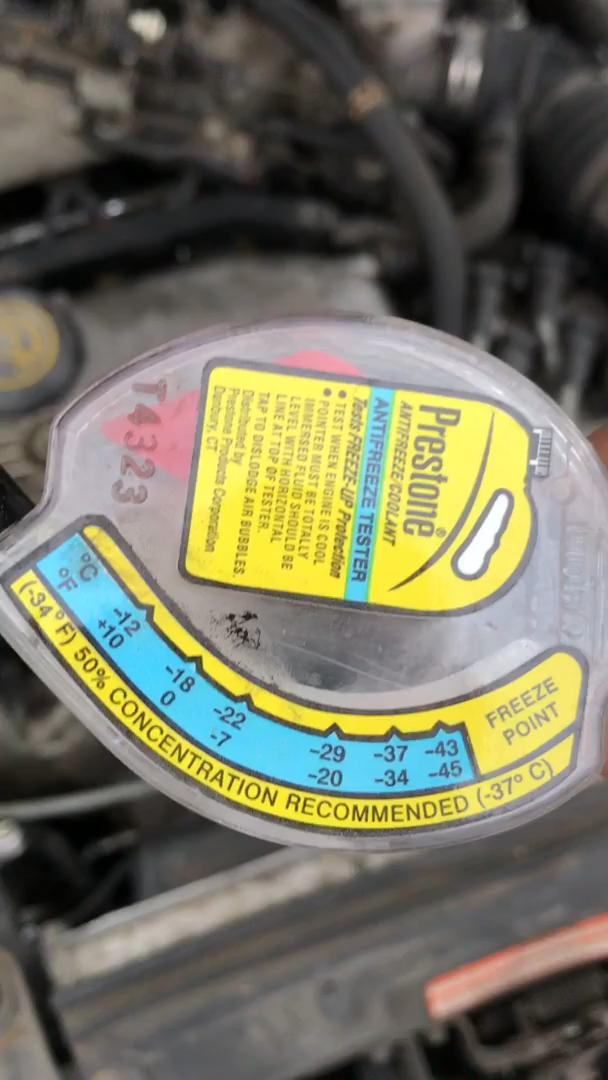 Prestone®
ANTIFREEZE COOLANT
ANTIFREEZE TESTER
Tests FREEZE-UP Protection
• TEST WHEN ENGINE IS COOL
• POINTER MUST BE TOTALLY
IMMERSED FLUID SHOULD BE
LEVEL WITH HORIZONTAL
LINE AT TOP OF TESTER.
TAP TO DISLODGE AIR BUBBLES.
Distributed by
Prestone Products Corporation
Danbury, CT
T4323
°C -12 -18 -22 -29 -37 -43
°F +10 0 -7 -20 -34 -45
FREEZE
POINT
(-34°F) 50% CONCENTRATION RECOMMENDED (-37°C)